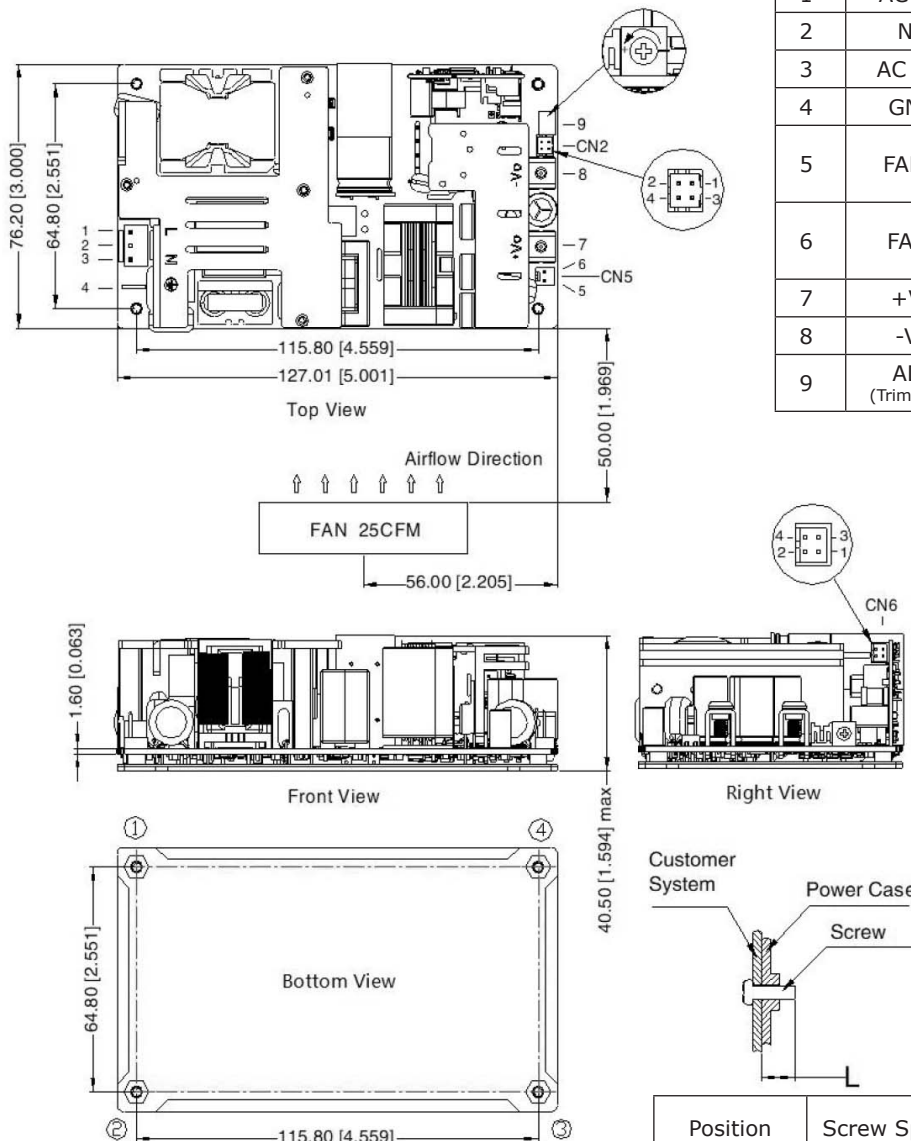 1
2
3 AC
4
5
6
7
8
9
(Trim
9
CN2
8
-Vo
2 1
4 3
7
+Vo
6
CN5
5
1 L
2 N
3
4
76.20 [3.000]
64.80 [2.551]
115.80 [4.559]
127.01 [5.001]
50.00 [1.969]
Top View
Airflow Direction
FAN 25CFM
56.00 [2.205]
4 3
2 1
CN6
1.60 [0.063]
40.50 [1.594] max
Front View
Right View
1 4
64.80 [2.551]
Bottom View
2 3
115.80 [4.559]
Customer
System
Power Case
Screw
L
Position Screw